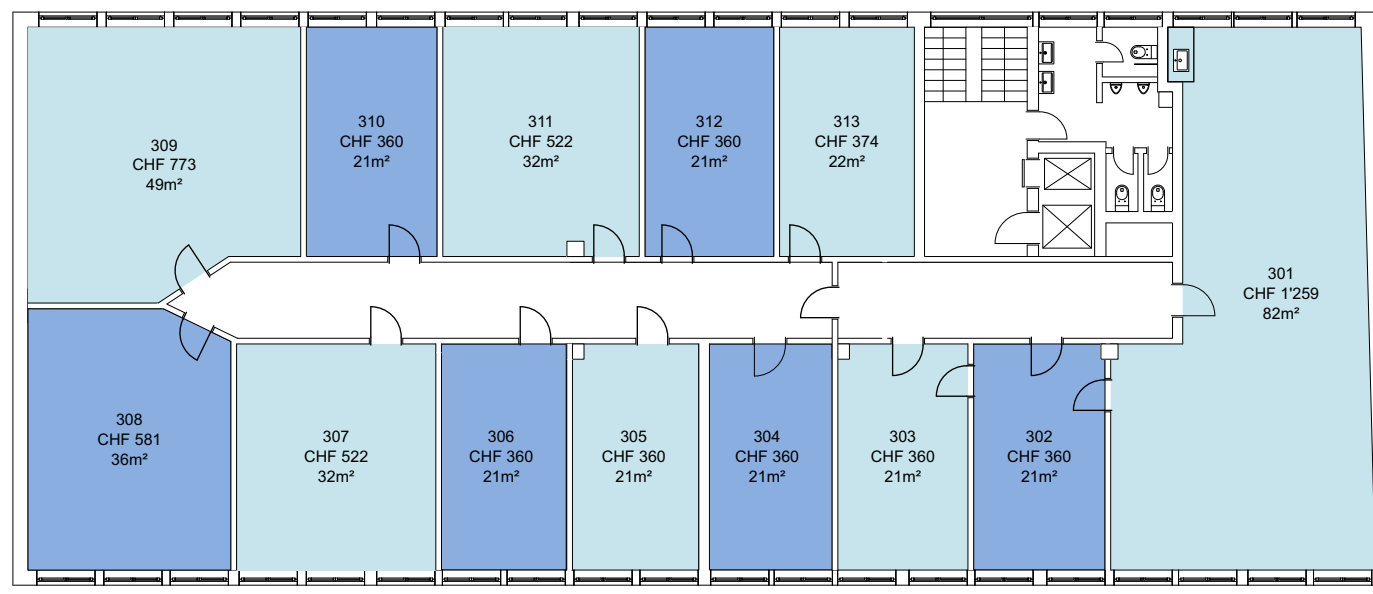 309
CHF 773
49m²
310
CHF 360
21m²
311
CHF 522
32m²
312
CHF 360
21m²
313
CHF 374
22m²
301
CHF 1'259
82m²
308
CHF 581
36m²
307
CHF 522
32m²
306
CHF 360
21m²
305
CHF 360
21m²
304
CHF 360
21m²
303
CHF 360
21m²
302
CHF 360
21m²